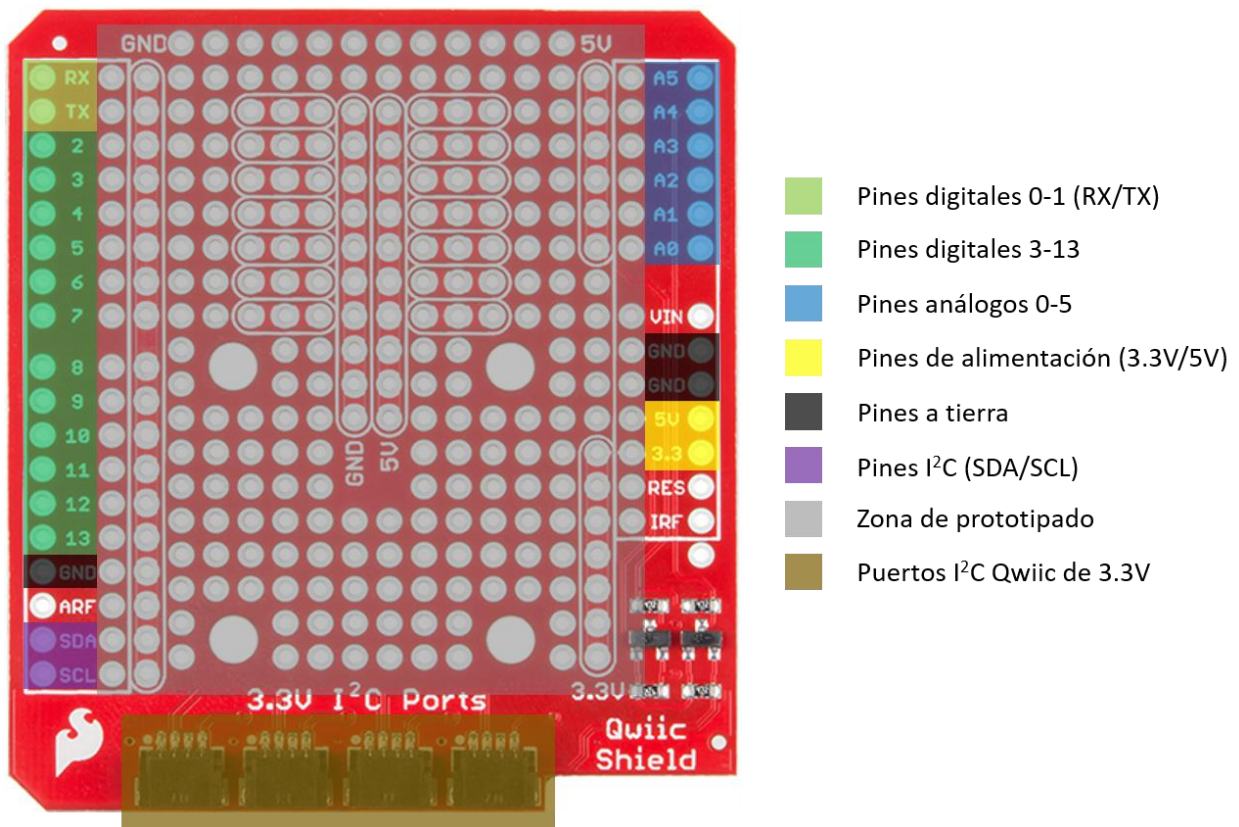 GND 5V
RX A5
TX A4
2 A3
3 A2
4 A1
5 A0
6
7 VIN
GND
8 GND
9 5V
10 GND 5V 3.3
11 RES
12 IRF
13
GND
ARF
SDA
SCL
3.3V
3.3V I²C Ports
Qwiic
Shield
Pines digitales 0-1 (RX/TX)
Pines digitales 3-13
Pines análogos 0-5
Pines de alimentación (3.3V/5V)
Pines a tierra
Pines I²C (SDA/SCL)
Zona de prototipado
Puertos I²C Qwiic de 3.3V